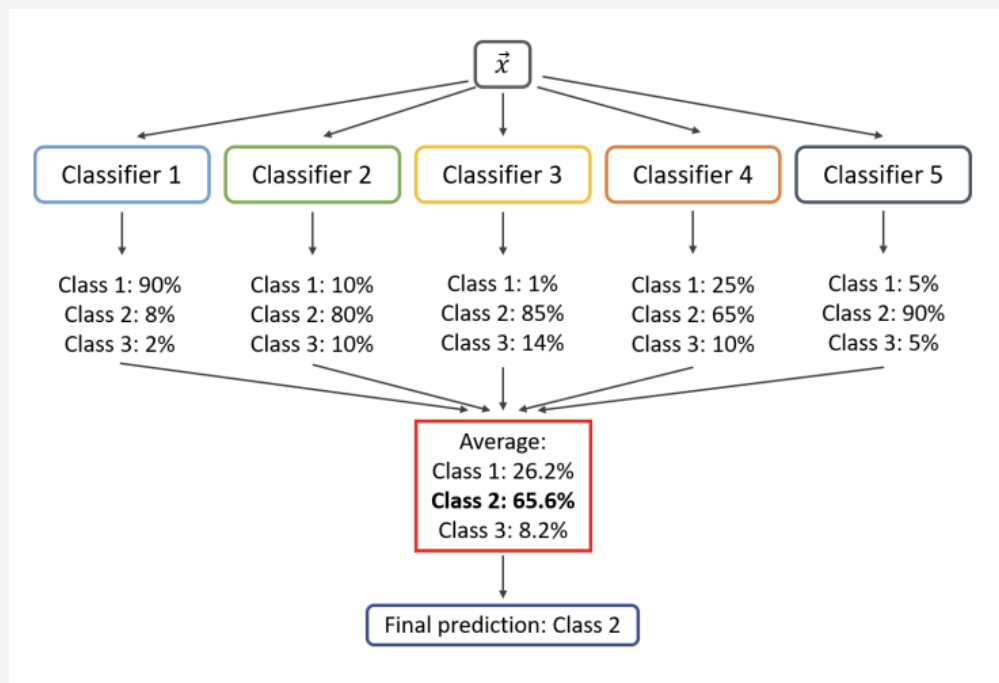 x⃗
Classifier 1
Classifier 2
Classifier 3
Classifier 4
Classifier 5
Class 1: 90%
Class 2: 8%
Class 3: 2%
Class 1: 10%
Class 2: 80%
Class 3: 10%
Class 1: 1%
Class 2: 85%
Class 3: 14%
Class 1: 25%
Class 2: 65%
Class 3: 10%
Class 1: 5%
Class 2: 90%
Class 3: 5%
Average:
Class 1: 26.2%
Class 2: 65.6%
Class 3: 8.2%
Final prediction: Class 2